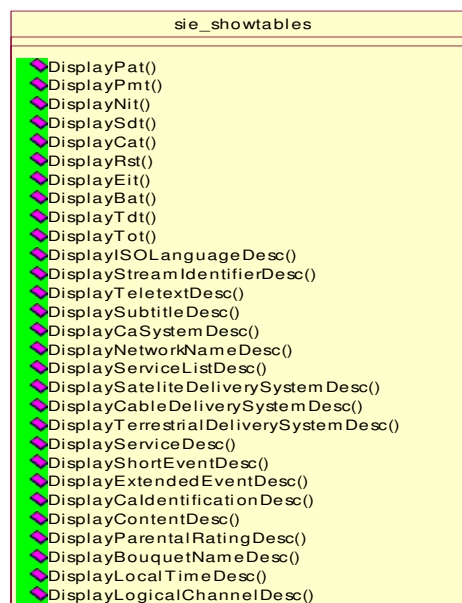 sie_showtables
DisplayPat()
DisplayPmt()
DisplayNit()
DisplaySdt()
DisplayCat()
DisplayRst()
DisplayEit()
DisplayBat()
DisplayTdt()
DisplayTot()
DisplayISOLanguageDesc()
DisplayStreamIdentifierDesc()
DisplayTeletextDesc()
DisplaySubtitleDesc()
DisplayCaSystemDesc()
DisplayNetworkNameDesc()
DisplayServiceListDesc()
DisplaySateliteDeliverySystemDesc()
DisplayCableDeliverySystemDesc()
DisplayTerrestrialDeliverySystemDesc()
DisplayServiceDesc()
DisplayShortEventDesc()
DisplayExtendedEventDesc()
DisplayCaIdentificationDesc()
DisplayContentDesc()
DisplayParentalRatingDesc()
DisplayBouquetNameDesc()
DisplayLocalTimeDesc()
DisplayLogicalChannelDesc()